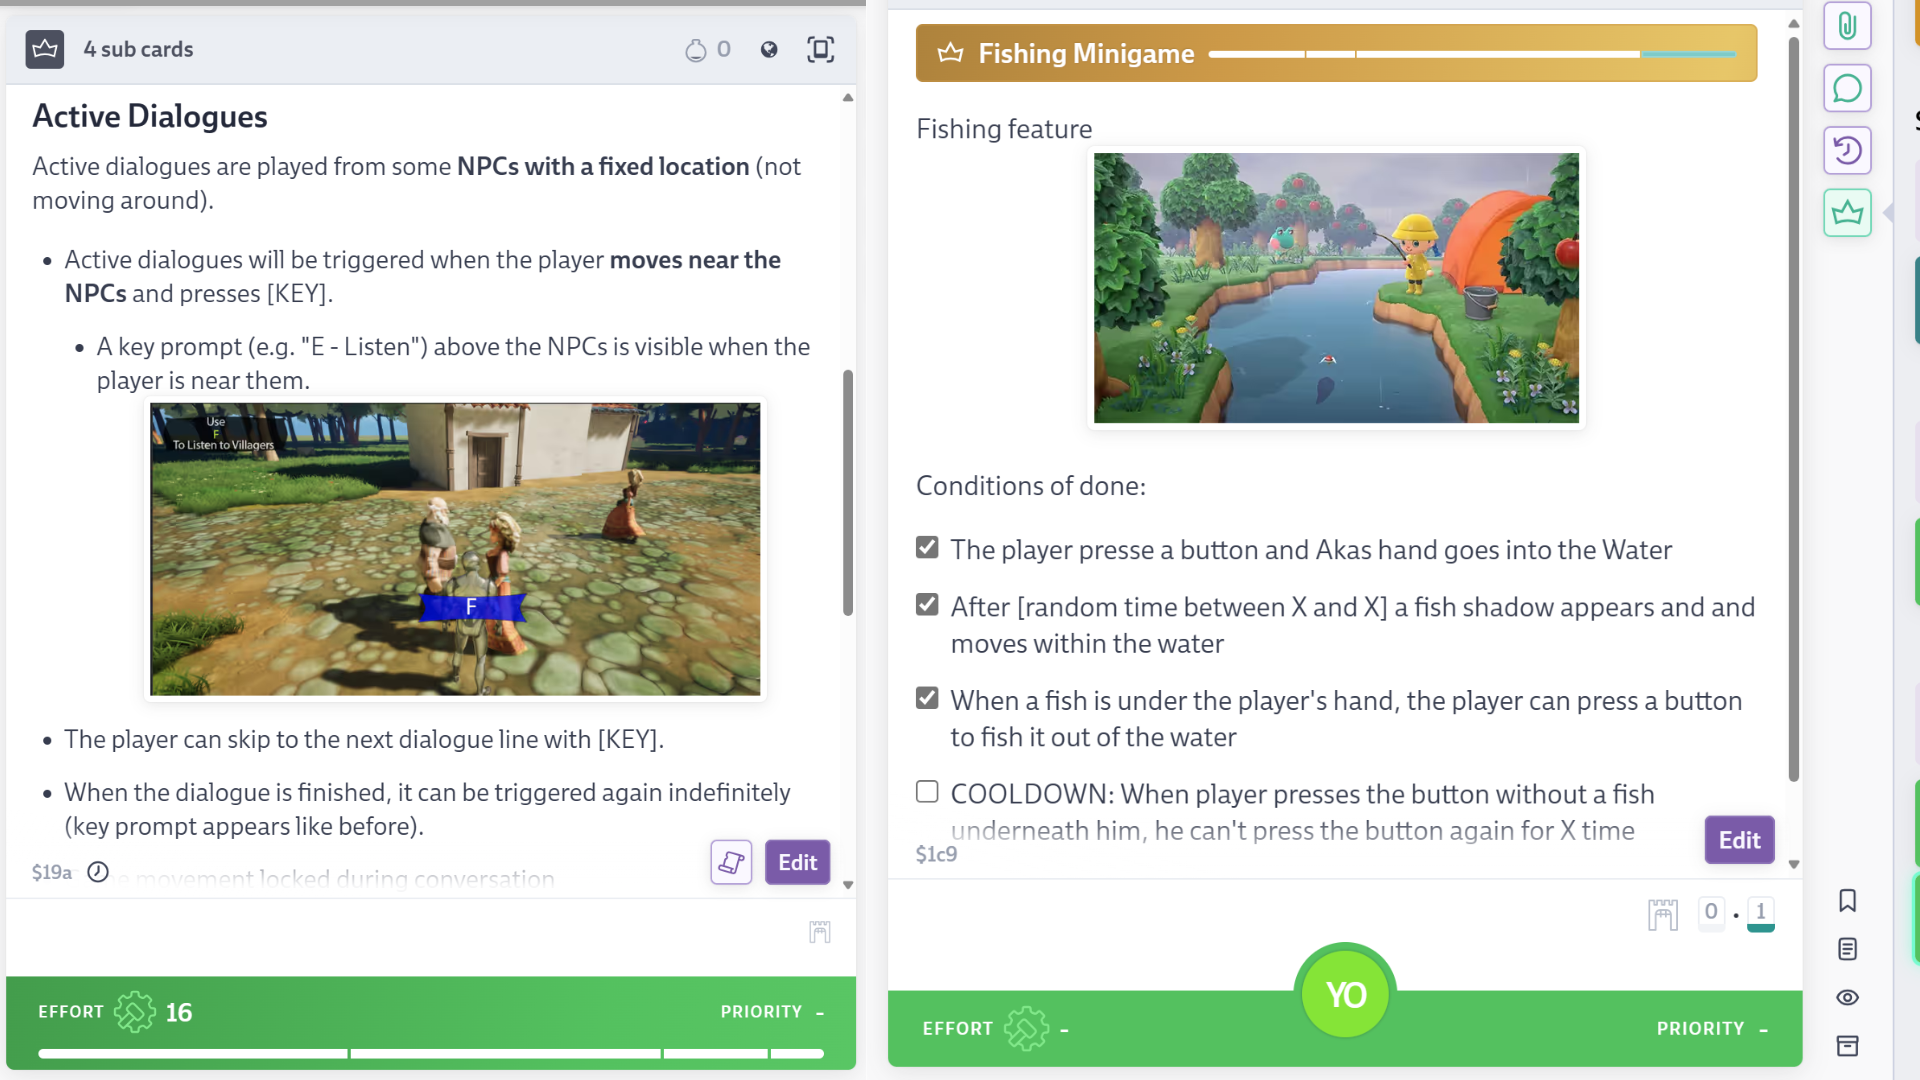 4 sub cards
0
Active Dialogues
Active dialogues are played from some NPCs with a fixed location (not
moving around).
Active dialogues will be triggered when the player moves near the
NPCs and presses [KEY].
A key prompt (e.g. "E - Listen") above the NPCs is visible when the
player is near them.
Use
F
To Listen to Villagers
F
The player can skip to the next dialogue line with [KEY].
When the dialogue is finished, it can be triggered again indefinitely
(key prompt appears like before).
movement locked during conversation
$19a
Edit
EFFORT 16
PRIORITY -
Fishing Minigame
Fishing feature
Conditions of done:
The player presse a button and Akas hand goes into the Water
After [random time between X and X] a fish shadow appears and and
moves within the water
When a fish is under the player's hand, the player can press a button
to fish it out of the water
COOLDOWN: When player presses the button without a fish
underneath him, he can't press the button again for X time
$1c9
Edit
0 · 1
YO
EFFORT -
PRIORITY -